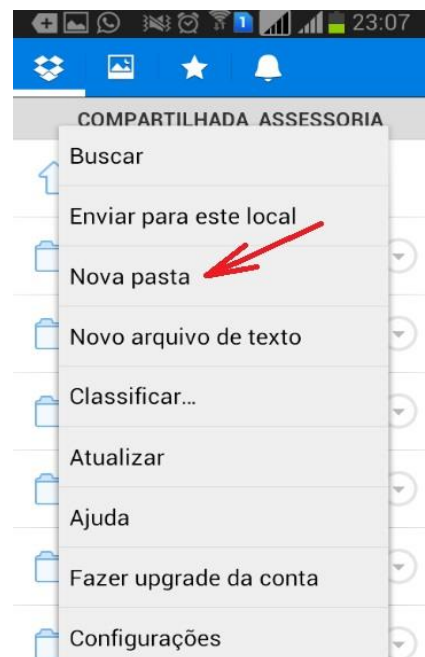 1 23:07
COMPARTILHADA ASSESSORIA
Buscar
Enviar para este local
Nova pasta
Novo arquivo de texto
Classificar...
Atualizar
Ajuda
Fazer upgrade da conta
Configurações